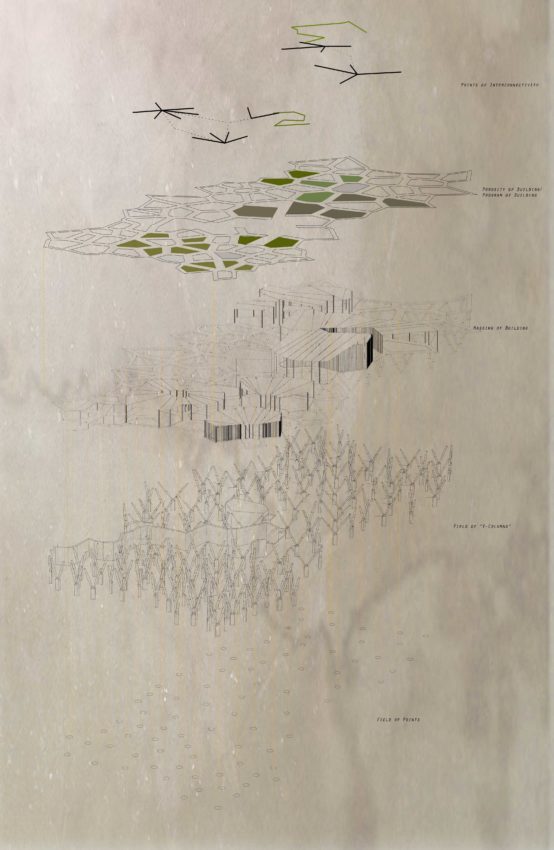 Points of Interconnectivity
Porosity of Building/
Program of Building
Massing of Building
Field of "Y-Columns"
Field of Points